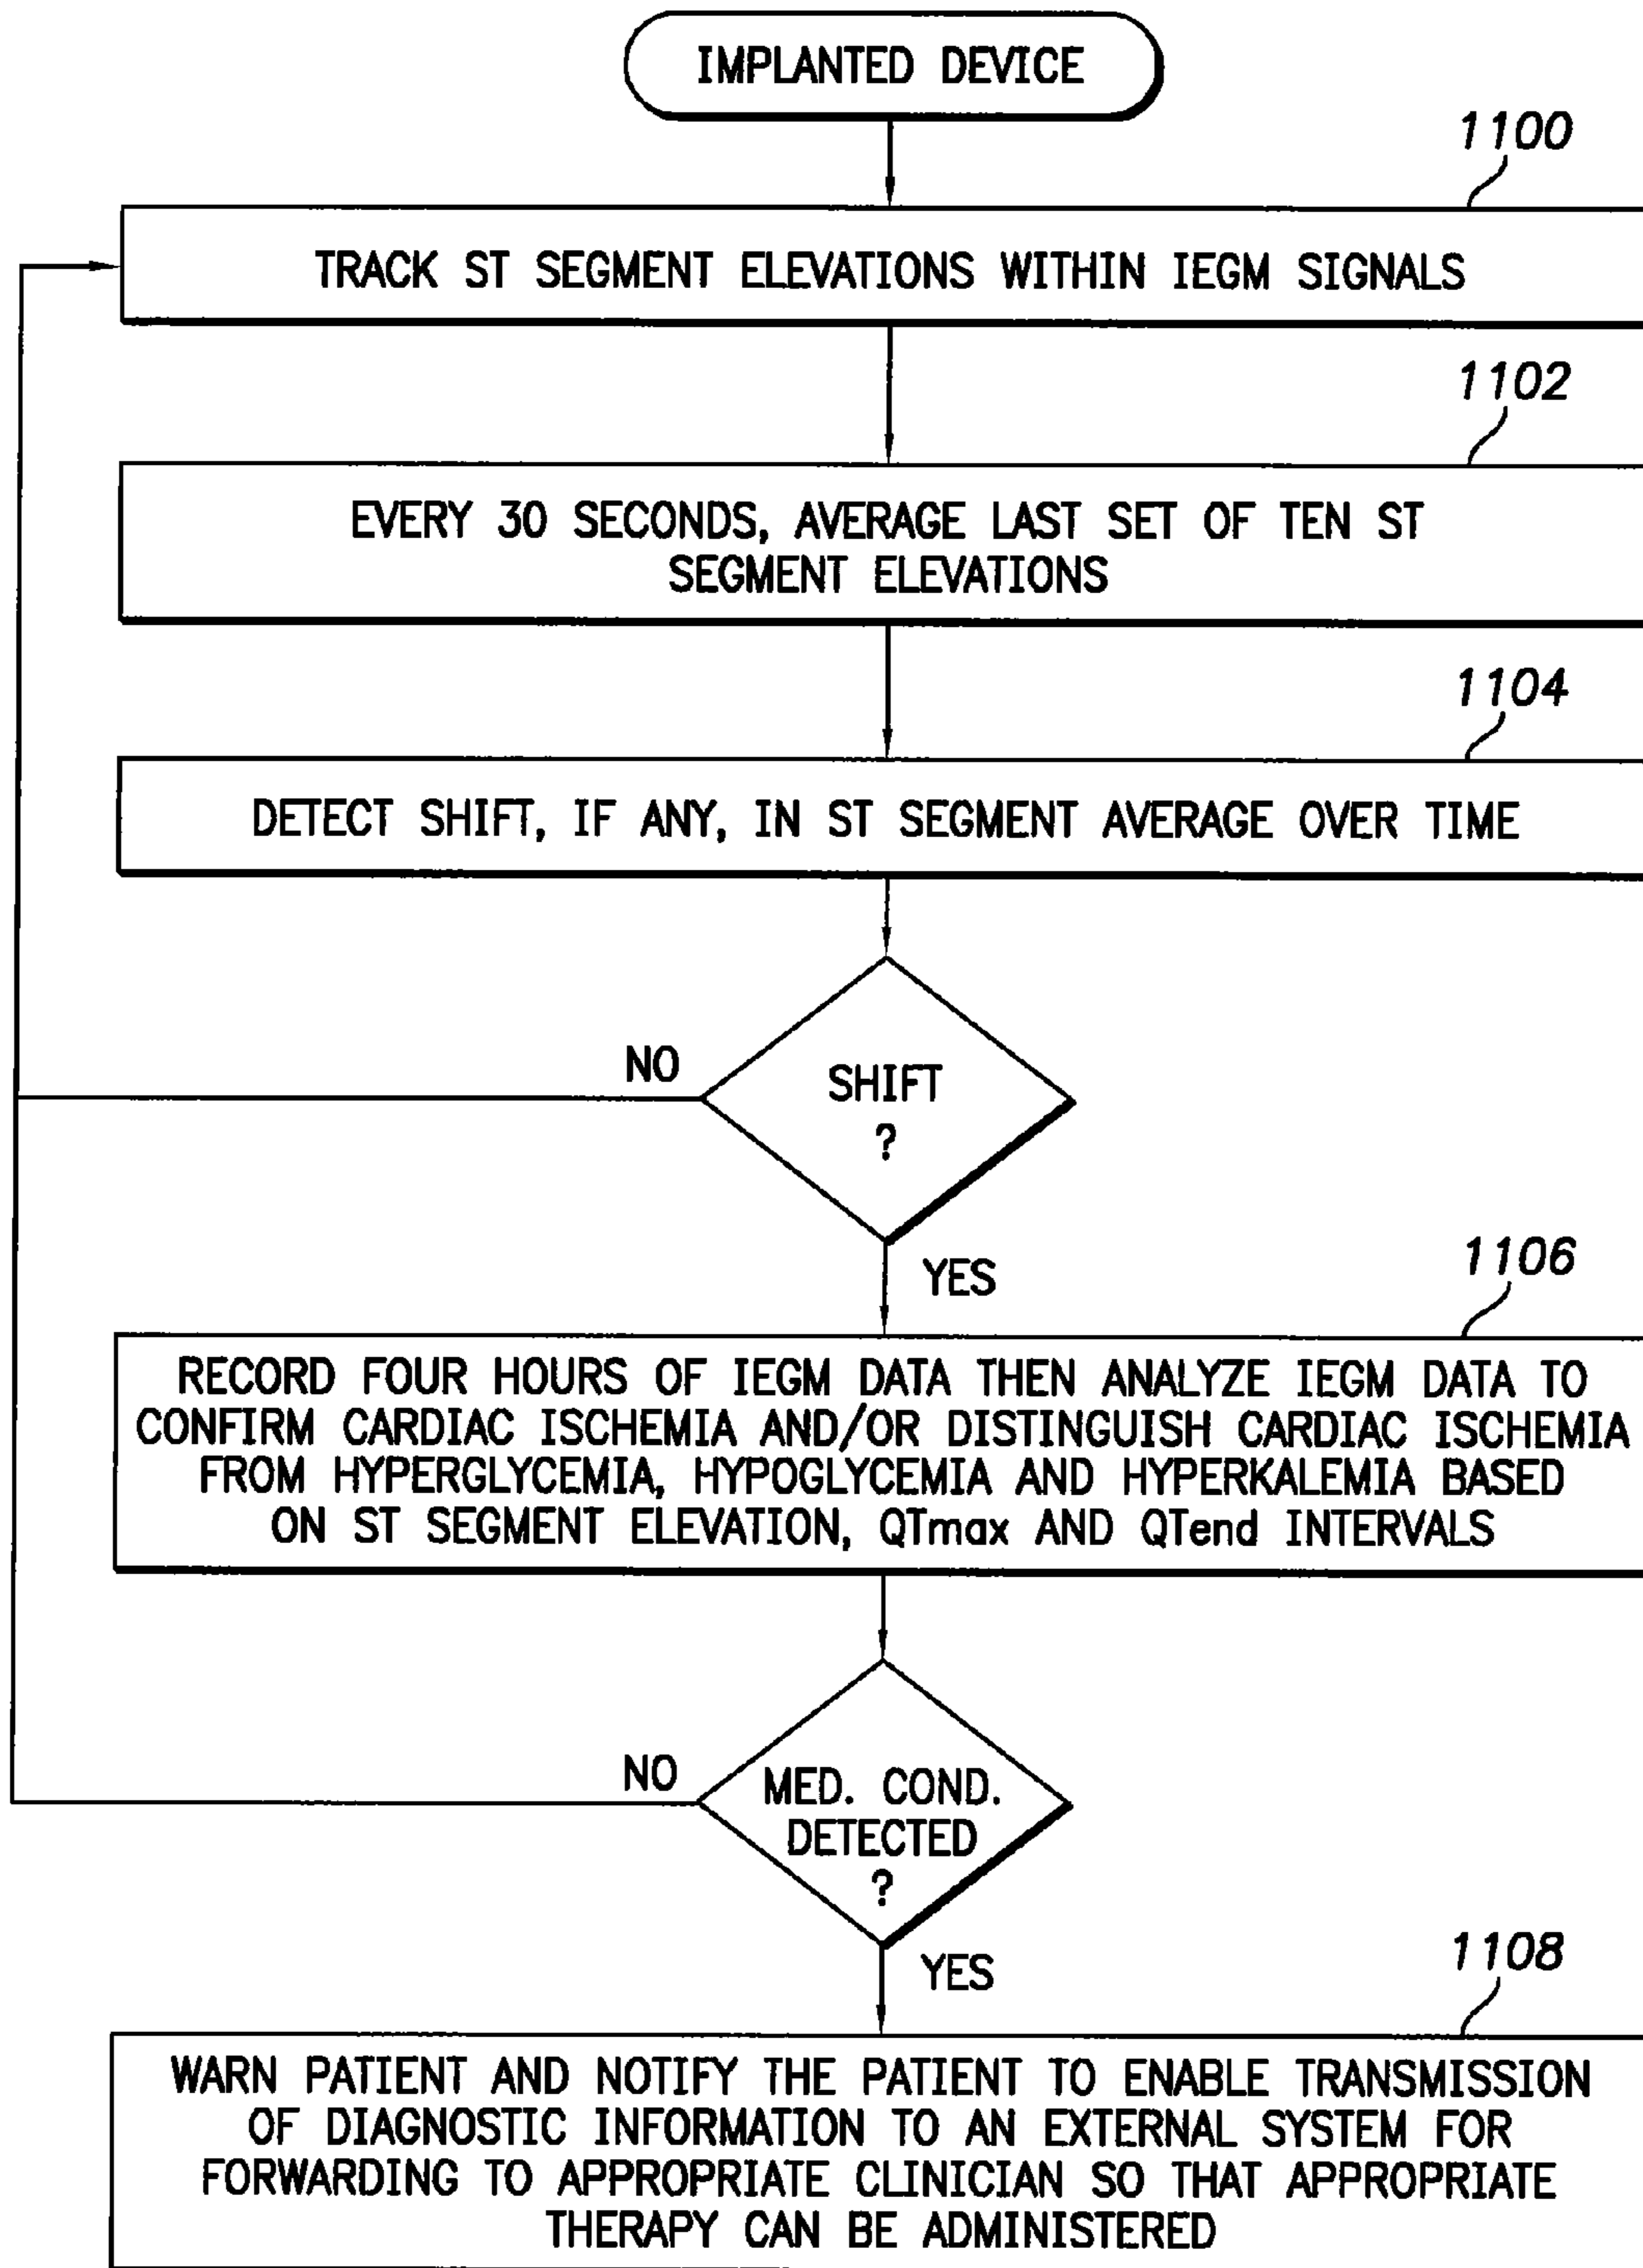 IMPLANTED DEVICE
1100
TRACK ST SEGMENT ELEVATIONS WITHIN IEGM SIGNALS
1102
EVERY 30 SECONDS, AVERAGE LAST SET OF TEN ST
SEGMENT ELEVATIONS
1104
DETECT SHIFT, IF ANY, IN ST SEGMENT AVERAGE OVER TIME
NO
SHIFT
?
YES
1106
RECORD FOUR HOURS OF IEGM DATA THEN ANALYZE IEGM DATA TO
CONFIRM CARDIAC ISCHEMIA AND/OR DISTINGUISH CARDIAC ISCHEMIA
FROM HYPERGLYCEMIA, HYPOGLYCEMIA AND HYPERKALEMIA BASED
ON ST SEGMENT ELEVATION, QTmax AND QTend INTERVALS
NO
MED. COND.
DETECTED
?
YES
1108
WARN PATIENT AND NOTIFY THE PATIENT TO ENABLE TRANSMISSION
OF DIAGNOSTIC INFORMATION TO AN EXTERNAL SYSTEM FOR
FORWARDING TO APPROPRIATE CLINICIAN SO THAT APPROPRIATE
THERAPY CAN BE ADMINISTERED